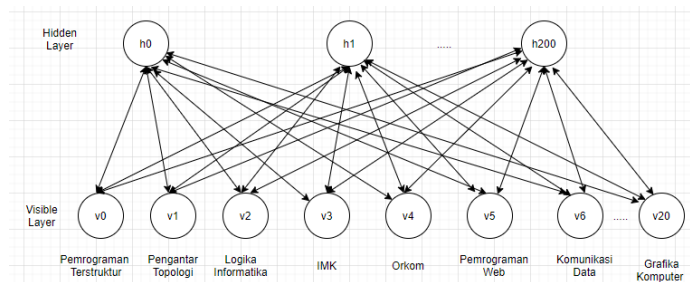 Hidden
Layer
h0
h1
.....
h200
Visible
Layer
v0
v1
v2
v3
v4
v5
v6
.....
v20
Pemrograman
Terstruktur
Pengantar
Topologi
Logika
Informatika
IMK
Orkom
Pemrograman
Web
Komunikasi
Data
Grafika
Komputer